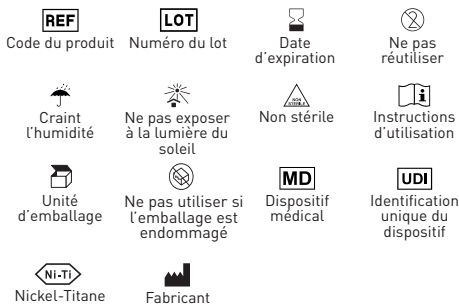 REF
LOT
Code du produit
Numéro du lot
Date
d'expiration
Ne pas
réutiliser
2
NON
STERILE
i
Craint
l'humidité
Ne pas exposer
à la lumière du
soleil
Non stérile
Instructions
d'utilisation
MD
UDI
Unité
d'emballage
Ne pas utiliser si
l'emballage est
endommagé
Dispositif
médical
Identification
unique du
dispositif
Ni-Ti
Nickel-Titane
Fabricant